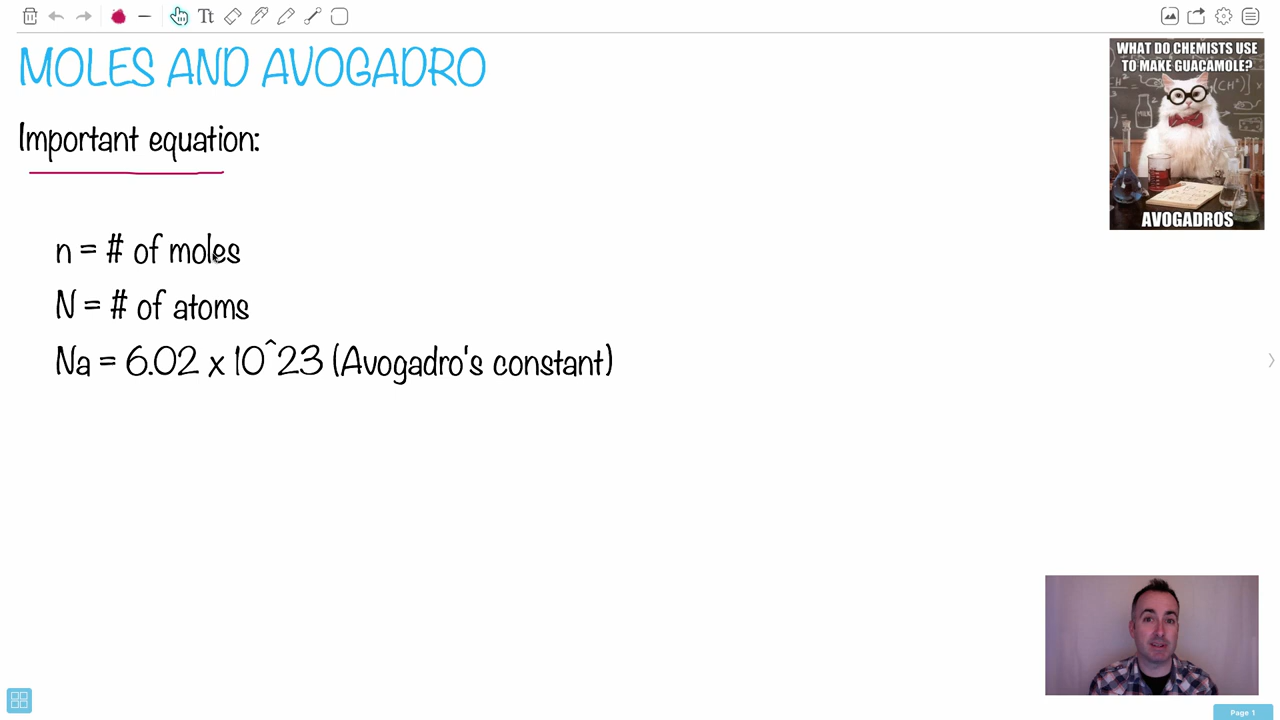 Tt
MOLES AND AVOGADRO
WHAT DO CHEMISTS USE
TO MAKE GUACAMOLE?
AVOGADROS
Important equation:
n = # of moles
N = # of atoms
Na = 6.02 x 10^23 (Avogadro's constant)
Page 1